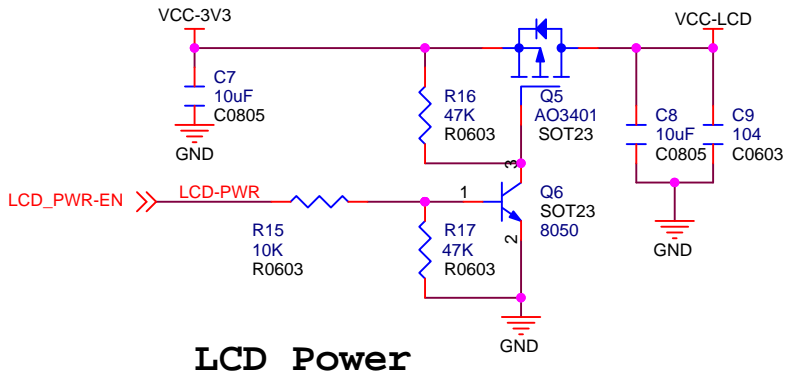 VCC-3V3
VCC-LCD
C7
10uF
C0805
GND
R16
47K
R0603
Q5
AO3401
SOT23
C8
10uF
C0805
C9
104
C0603
GND
LCD_PWR-EN
LCD-PWR
R15
10K
R0603
R17
47K
R0603
1
3
2
Q6
SOT23
8050
GND
LCD Power